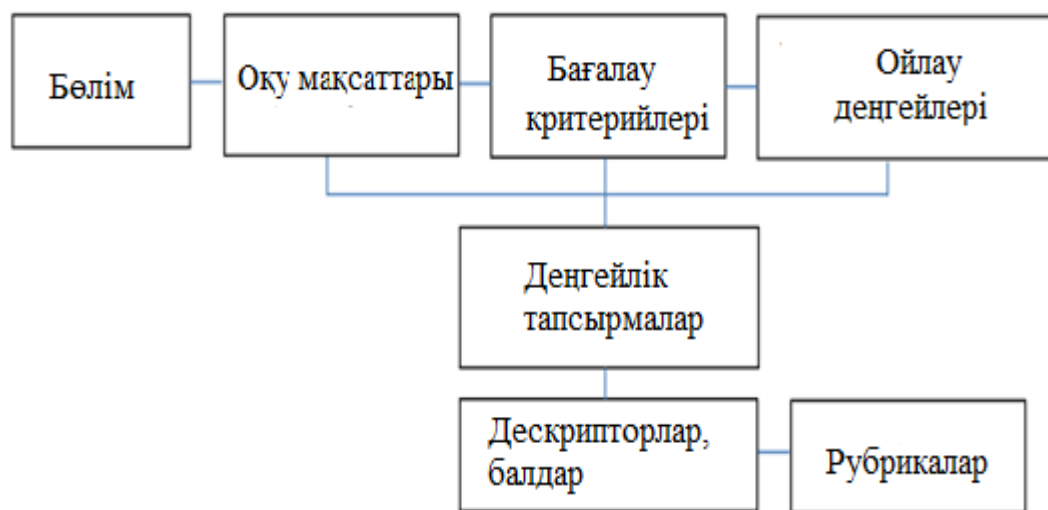 Бөлім
Оқу мақсаттары
Бағалау
критерийлері
Ойлау
деңгейлері
Деңгейлік
тапсырмалар
Дескрипторлар,
балдар
Рубрикалар